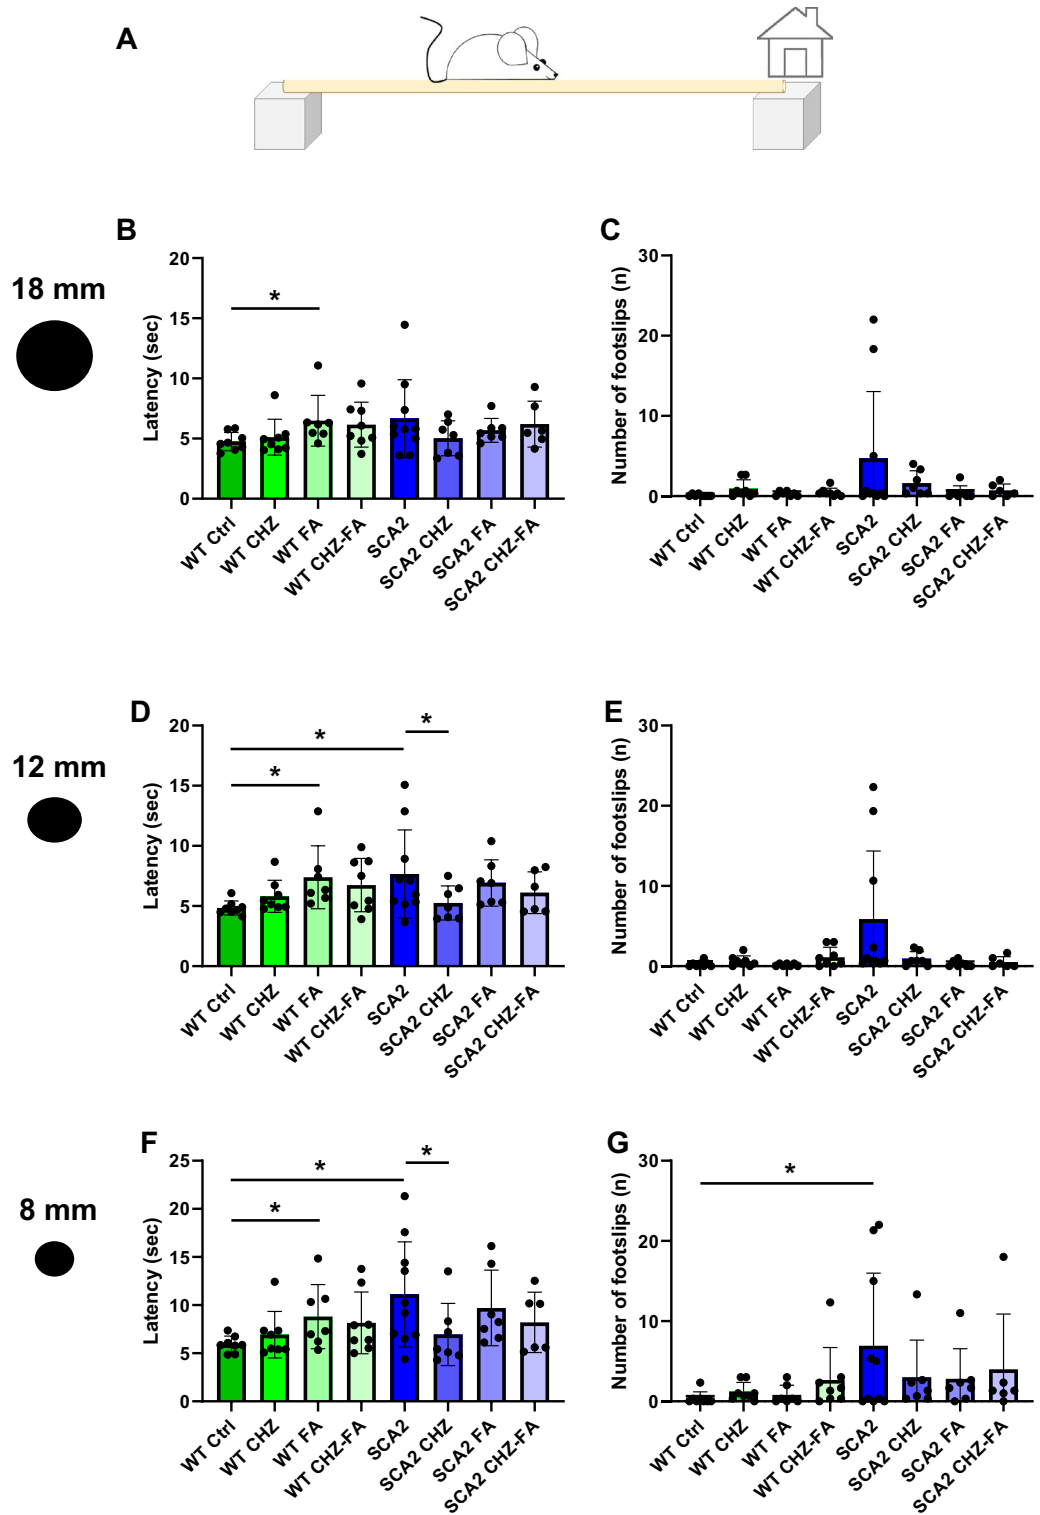 A
B
C
18 mm
Latency (sec)
20
15
10
5
0
*
WT Ctrl
WT CHZ
WT FA
WT CHZ-FA
SCA2
SCA2 CHZ
SCA2 FA
SCA2 CHZ-FA
Number of footslips (n)
30
20
10
0
WT Ctrl
WT CHZ
WT FA
WT CHZ-FA
SCA2
SCA2 CHZ
SCA2 FA
SCA2 CHZ-FA
D
E
12 mm
Latency (sec)
20
15
10
5
0
*
*
*
WT Ctrl
WT CHZ
WT FA
WT CHZ-FA
SCA2
SCA2 CHZ
SCA2 FA
SCA2 CHZ-FA
Number of footslips (n)
30
20
10
0
WT Ctrl
WT CHZ
WT FA
WT CHZ-FA
SCA2
SCA2 CHZ
SCA2 FA
SCA2 CHZ-FA
F
G
8 mm
Latency (sec)
25
20
15
10
5
0
*
*
*
WT Ctrl
WT CHZ
WT FA
WT CHZ-FA
SCA2
SCA2 CHZ
SCA2 FA
SCA2 CHZ-FA
Number of footslips (n)
30
20
10
0
*
WT Ctrl
WT CHZ
WT FA
WT CHZ-FA
SCA2
SCA2 CHZ
SCA2 FA
SCA2 CHZ-FA